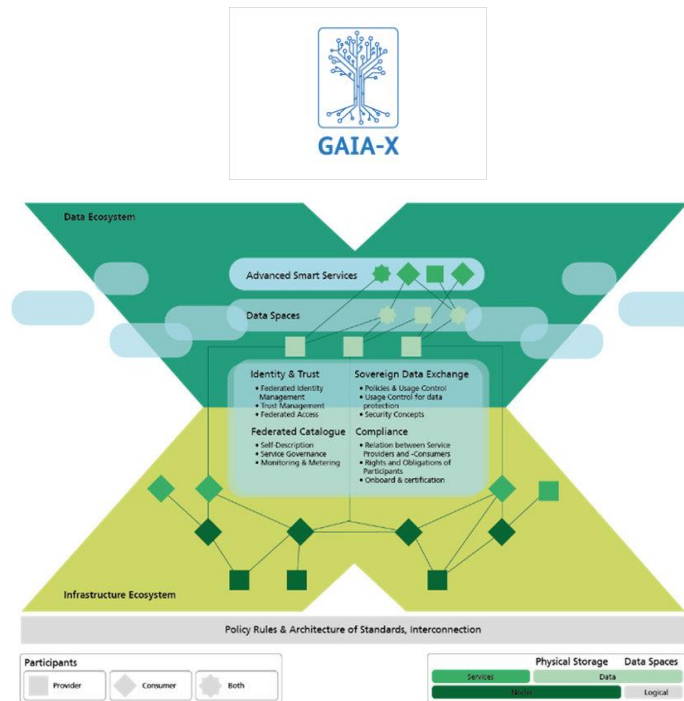 GAIA-X
Data Ecosystem
Advanced Smart Services
Data Spaces
Identity & Trust
• Federated Identity
Management
• Trust Management
• Federated Access
Sovereign Data Exchange
• Policies & Usage Control
• Usage Control for data
protection
• Security Concepts
Federated Catalogue
• Self-Description
• Service Governance
• Monitoring & Metering
Compliance
• Relation between Service
Providers and -Consumers
• Rights and Obligations of
Participants
• Onboard & certification
Infrastructure Ecosystem
Policy Rules & Architecture of Standards, Interconnection
Participants
Provider
Consumer
Both
Physical Storage
Data Spaces
Services
Data
Nodes
Logical